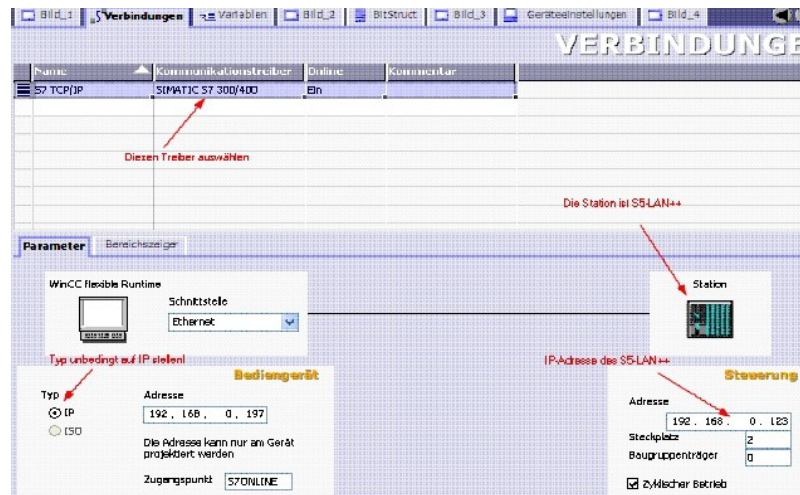 Bild_1 Verbindungen Variablen Bild_2 BitStruct Bild_3 Geräteeinstellungen Bild_4
VERBINDUNGE
Name Kommunikationstreiber Online Kommentar
S7 TCP/IP SIMATIC S7 300/400 Ein
Diesen Treiber auswählen
Die Station ist S5-LAN++
Parameter Bereichszeiger
WinCC flexible Runtime
Station
Schnittstelle
Ethernet
Typ unbedingt auf IP stellen!
IP-Adresse des S5-LAN++
Bediengerät
Steuerung
Typ Adresse
IP 192 . 168 . 0 . 197
ISO
Die Adresse kann nur am Gerät
projektiert werden
Zugangspunkt S7ONLINE
Adresse
192 . 168 . 0 . 123
Steckplatz 2
Baugruppenträger 0
Zyklischer Betrieb